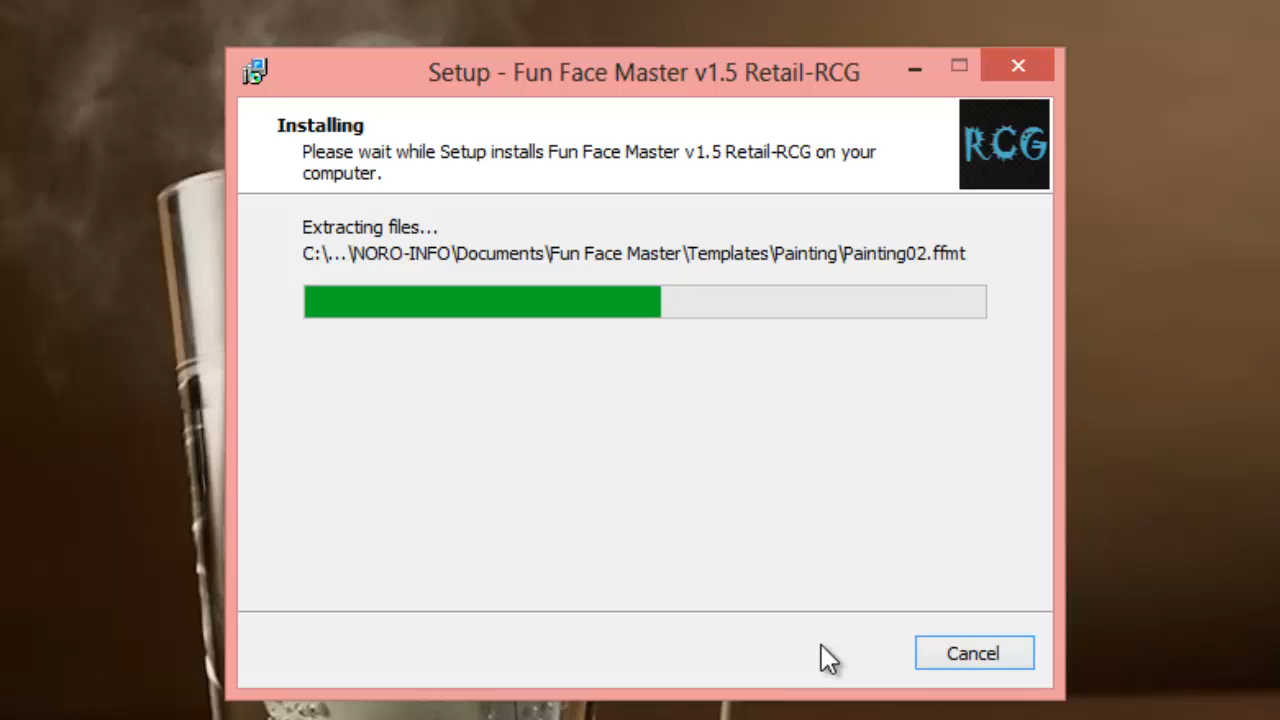 Setup - Fun Face Master v1.5 Retail-RCG
Installing
Please wait while Setup installs Fun Face Master v1.5 Retail-RCG on your
computer.
RCG
Extracting files...
C:\...\NORO-INFO\Documents\Fun Face Master\Templates\Painting\Painting02.ffmt
Cancel